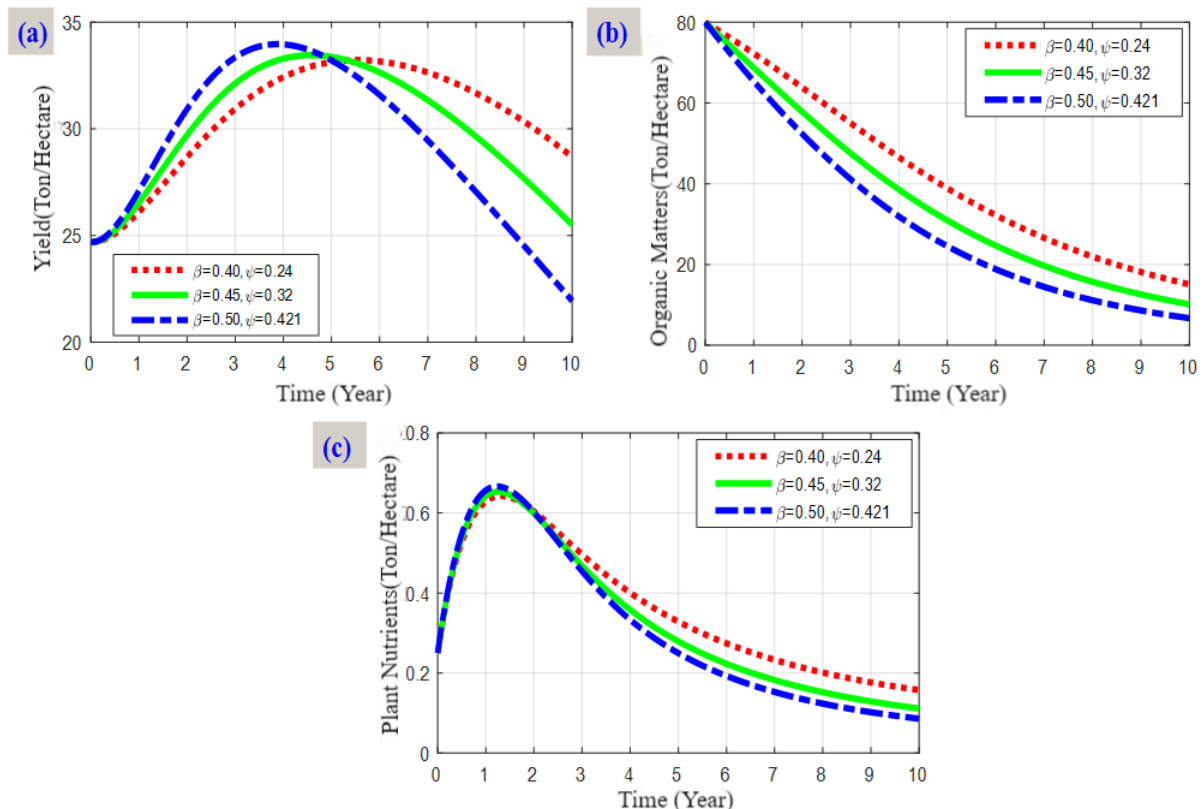 (a)
35
30
25
20
Yield(Ton/Hectare)
β=0.40, ψ=0.24
β=0.45, ψ=0.32
β=0.50, ψ=0.421
0 1 2 3 4 5 6 7 8 9 10
Time (Year)
(b)
80
60
40
20
0
Organic Matters(Ton/Hectare)
β=0.40, ψ=0.24
β=0.45, ψ=0.32
β=0.50, ψ=0.421
0 1 2 3 4 5 6 7 8 9 10
Time (Year)
(c)
0.8
0.6
0.4
0.2
0
Plant Nutrients(Ton/Hectare)
β=0.40, ψ=0.24
β=0.45, ψ=0.32
β=0.50, ψ=0.421
0 1 2 3 4 5 6 7 8 9 10
Time (Year)